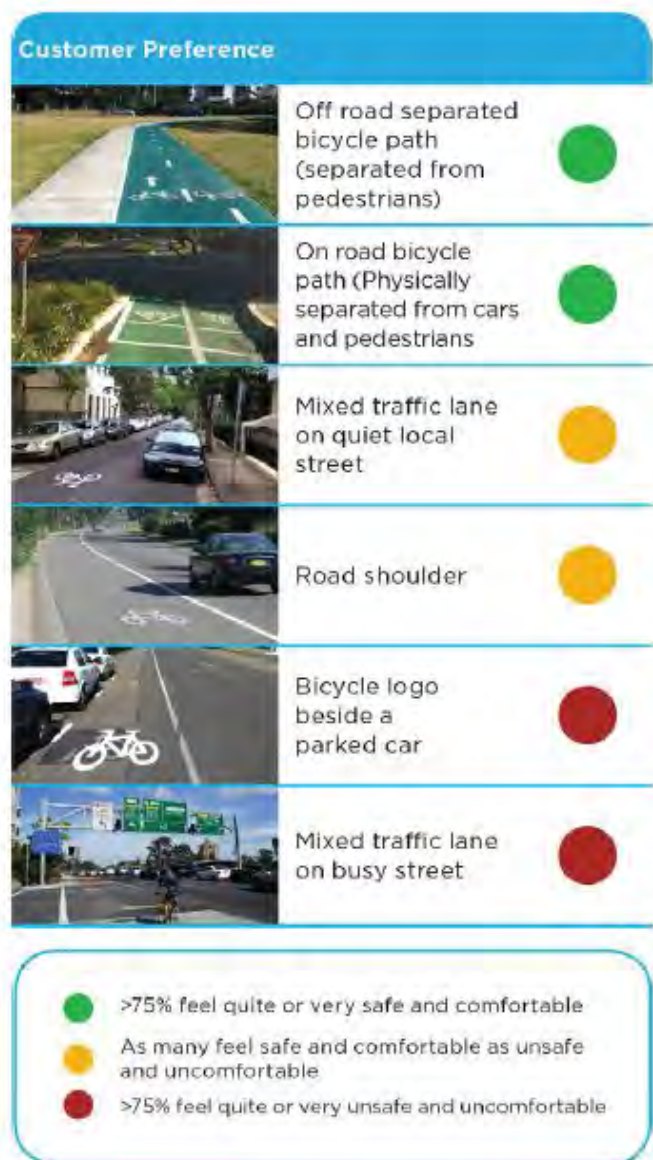 Customer Preference
Off road separated
bicycle path
(separated from
pedestrians)
On road bicycle
path (Physically
separated from cars
and pedestrians
Mixed traffic lane
on quiet local
street
Road shoulder
Bicycle logo
beside a
parked car
Mixed traffic lane
on busy street
>75% feel quite or very safe and comfortable
As many feel safe and comfortable as unsafe
and uncomfortable
>75% feel quite or very unsafe and uncomfortable